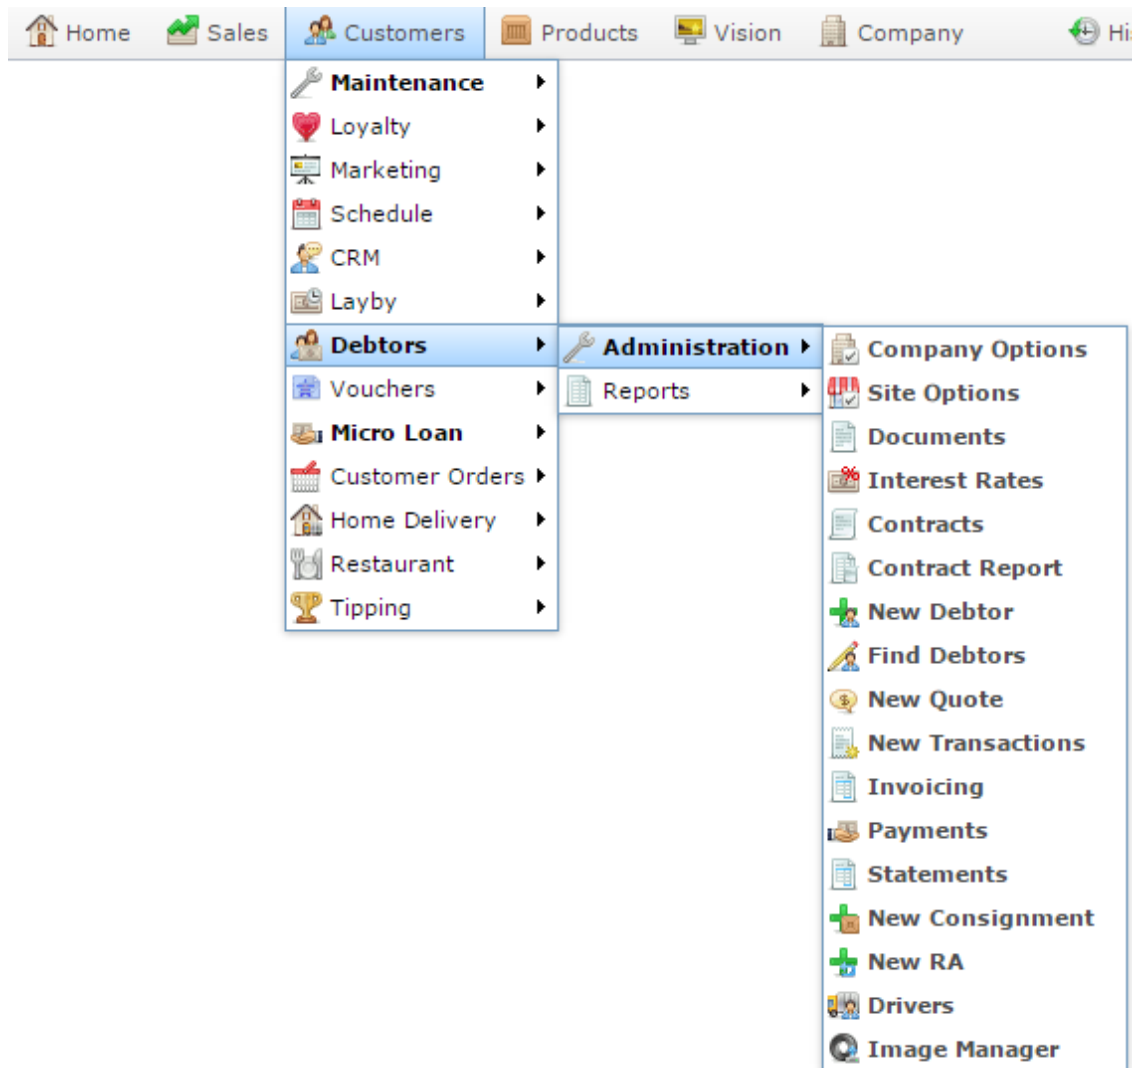 Home Sales Customers Products Vision Company
Maintenance
Loyalty
Marketing
Schedule
CRM
Layby
Debtors
Vouchers
Micro Loan
Customer Orders
Home Delivery
Restaurant
Tipping
Administration
Reports
Company Options
Site Options
Documents
Interest Rates
Contracts
Contract Report
New Debtor
Find Debtors
New Quote
New Transactions
Invoicing
Payments
Statements
New Consignment
New RA
Drivers
Image Manager